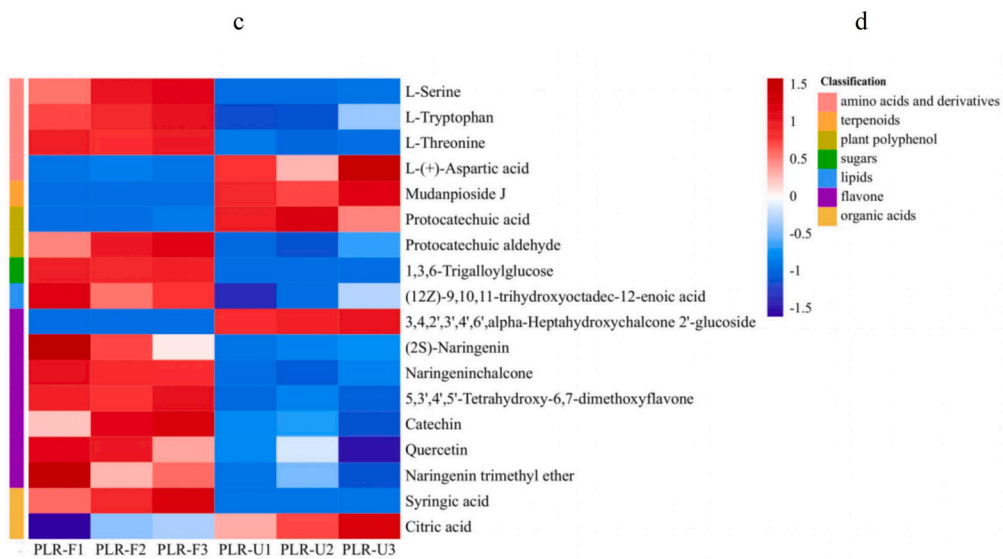 c
d
L-Serine
L-Tryptophan
L-Threonine
L-(+)-Aspartic acid
Mudanpioside J
Protocatechuic acid
Protocatechuic aldehyde
1,3,6-Trigalloylglucose
(12Z)-9,10,11-trihydroxyoctadec-12-enoic acid
3,4,2',3',4',6',alpha-Heptahydroxychalcone 2'-glucoside
(2S)-Naringenin
Naringeninchalcone
5,3',4',5'-Tetrahydroxy-6,7-dimethoxyflavone
Catechin
Quercetin
Naringenin trimethyl ether
Syringic acid
Citric acid
PLR-F1 PLR-F2 PLR-F3 PLR-U1 PLR-U2 PLR-U3
1.5
1
0.5
0
-0.5
-1
-1.5
Classification
amino acids and derivatives
terpenoids
plant polyphenol
sugars
lipids
flavone
organic acids